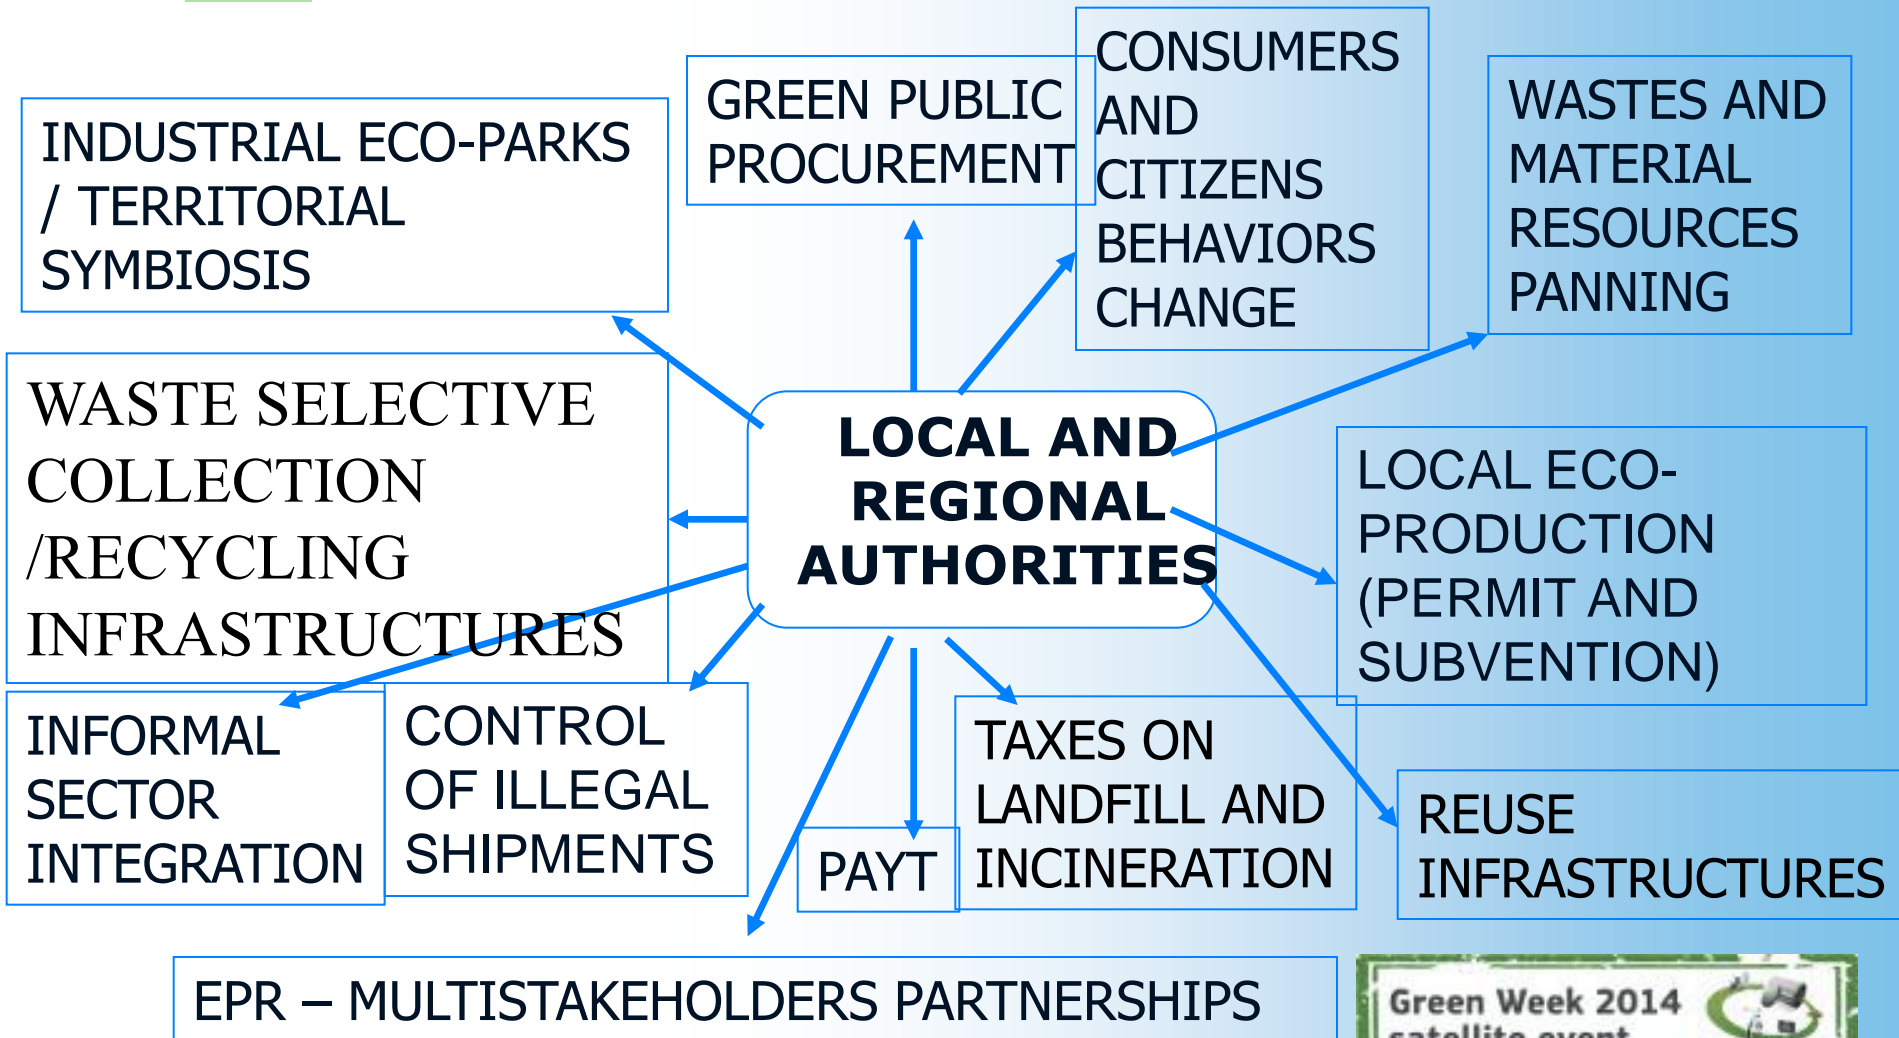 INDUSTRIAL ECO-PARKS
/ TERRITORIAL
SYMBIOSIS
GREEN PUBLIC
PROCUREMENT
CONSUMERS
AND
CITIZENS
BEHAVIORS
CHANGE
WASTES AND
MATERIAL
RESOURCES
PANNING
WASTE SELECTIVE
COLLECTION
/RECYCLING
INFRASTRUCTURES
LOCAL AND
REGIONAL
AUTHORITIES
LOCAL ECO-
PRODUCTION
(PERMIT AND
SUBVENTION)
INFORMAL
SECTOR
INTEGRATION
CONTROL
OF ILLEGAL
SHIPMENTS
PAYT
TAXES ON
LANDFILL AND
INCINERATION
REUSE
INFRASTRUCTURES
EPR – MULTISTAKEHOLDERS PARTNERSHIPS
Green Week 2014
satellite event